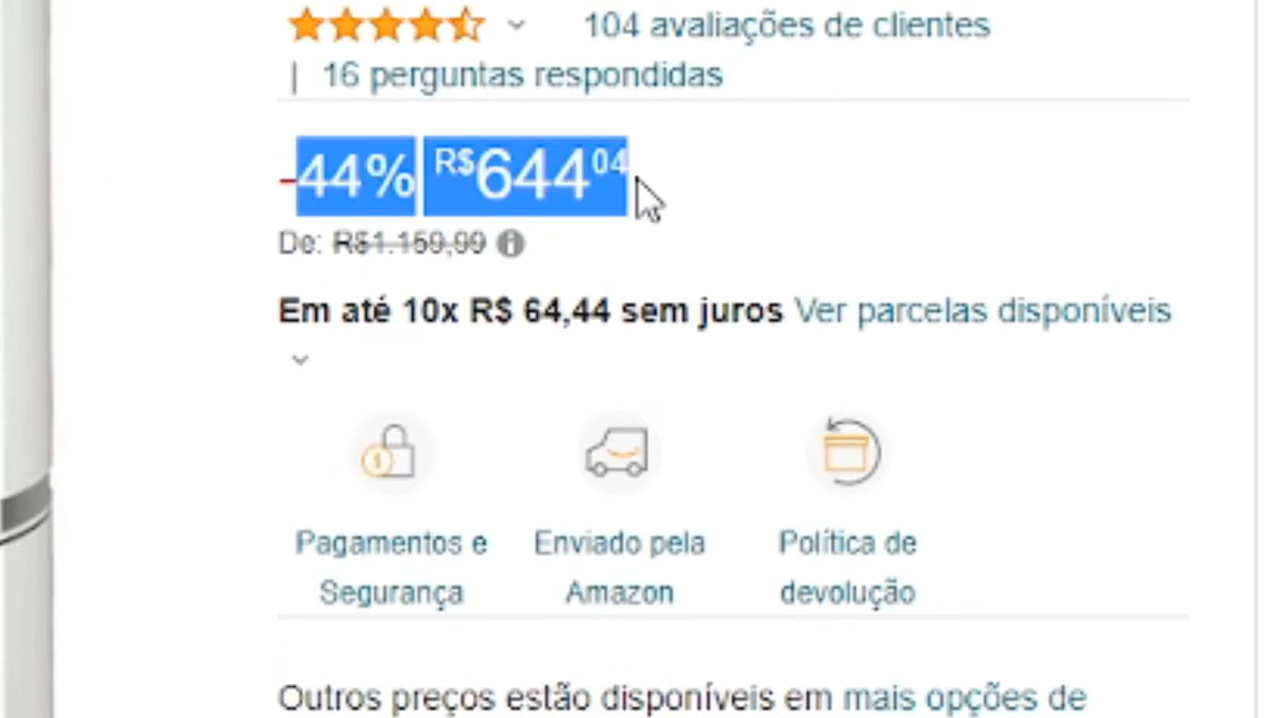 104 avaliações de clientes
| 16 perguntas respondidas
-44% R$64404
De: R$1.159,99
Em até 10x R$ 64,44 sem juros Ver parcelas disponíveis
Pagamentos e Segurança
Enviado pela Amazon
Política de devolução
Outros preços estão disponíveis em mais opções de